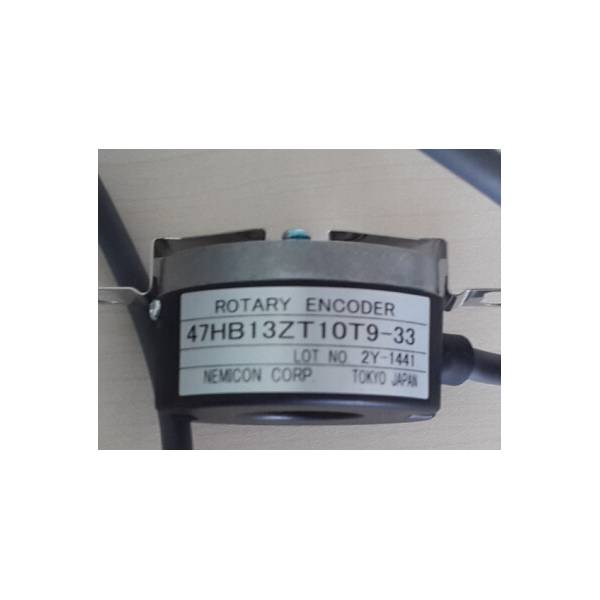 ROTARY ENCODER
47HB13ZT10T9-33
LOT NO. 2Y-1441
NEMICON CORP. TOKYO JAPAN